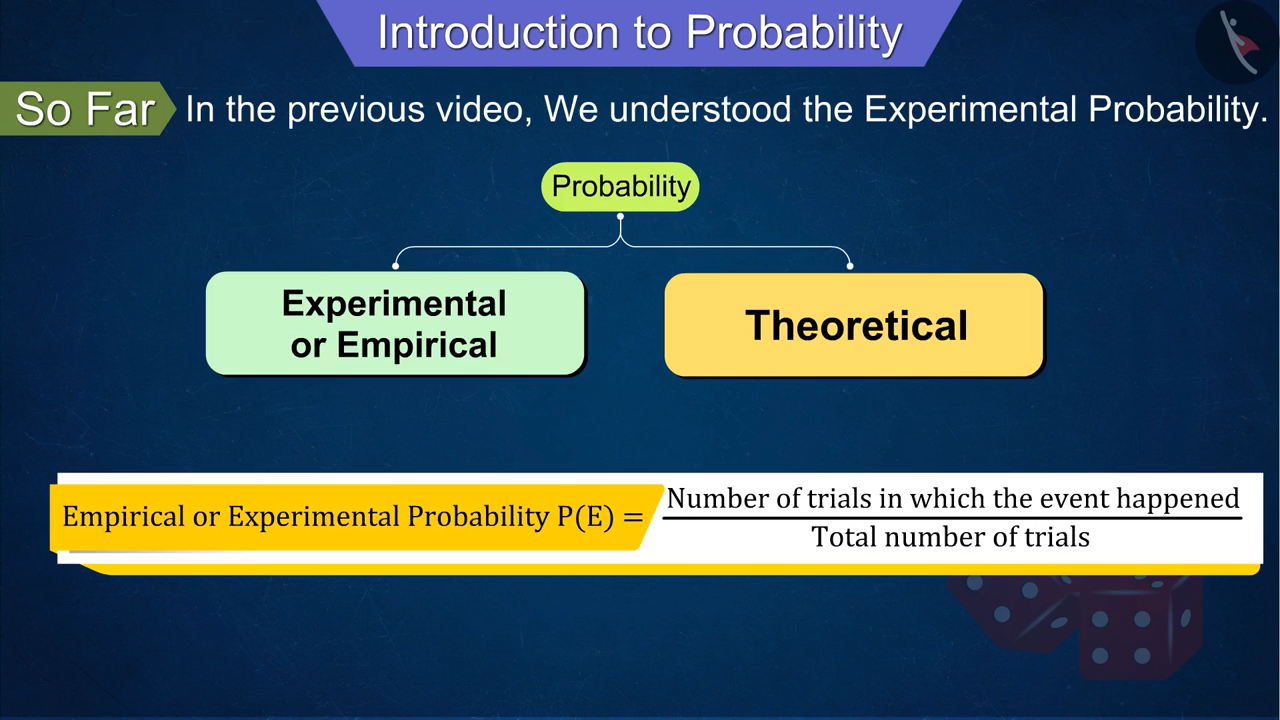 Introduction to Probability
So Far
In the previous video, We understood the Experimental Probability.
Probability
Experimental
or Empirical
Theoretical
Empirical or Experimental Probability P(E) = Number of trials in which the event happened
Total number of trials